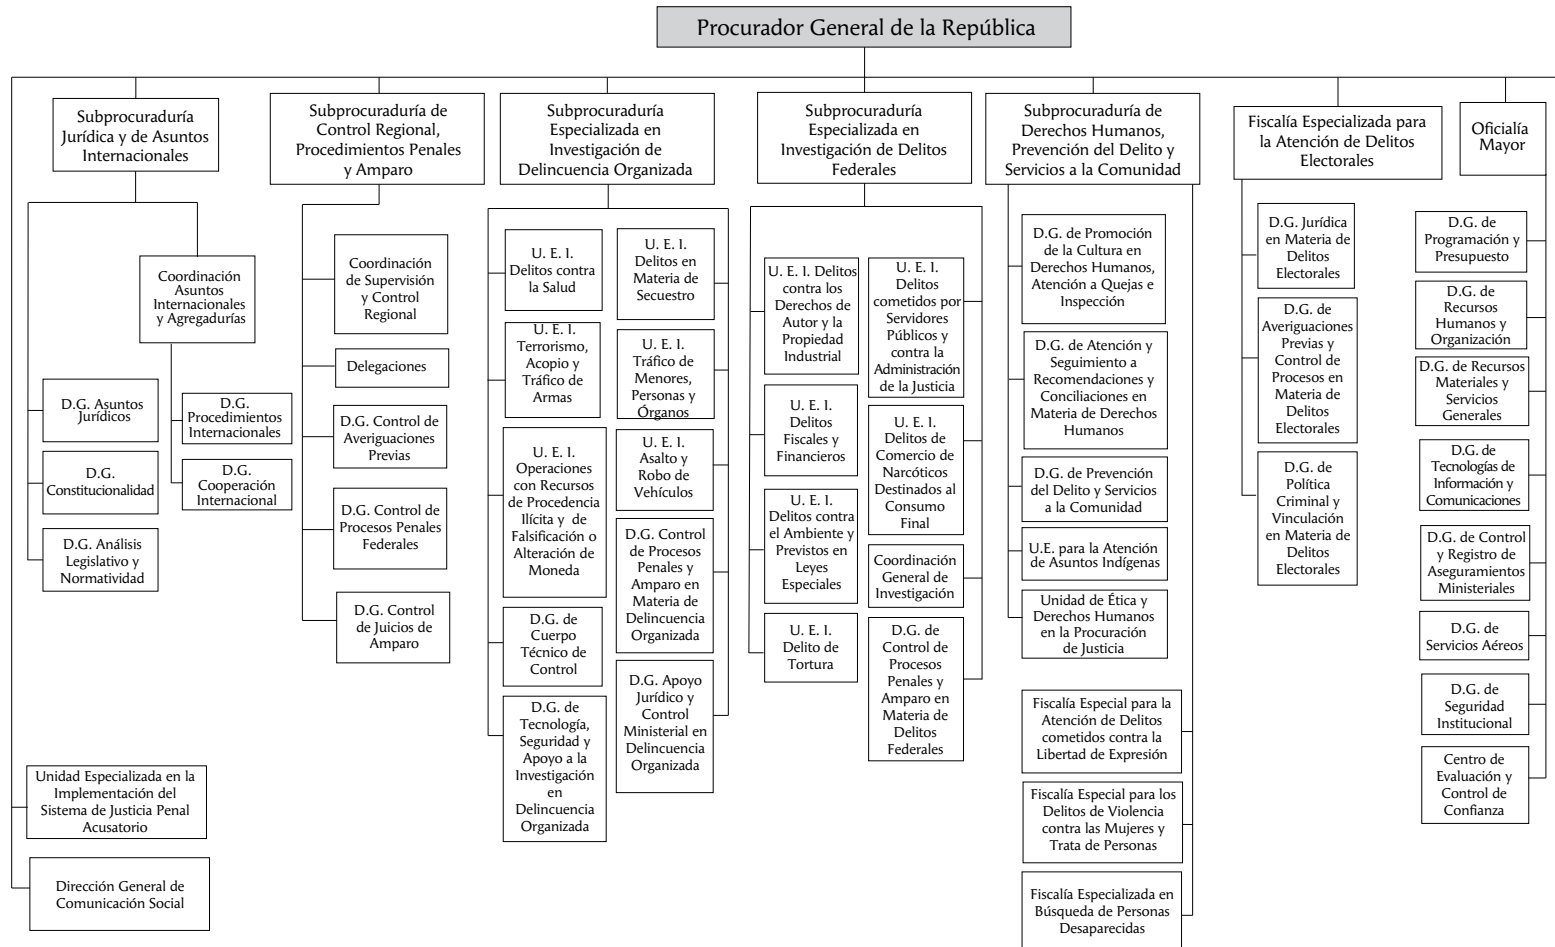 Procurador General de la República
Subprocuraduría
Jurídica y de Asuntos
Internacionales
Subprocuraduría de
Control Regional,
Procedimientos Penales
y Amparo
Subprocuraduría
Especializada en
Investigación de
Delincuencia Organizada
Subprocuraduría
Especializada en
Investigación de Delitos
Federales
Subprocuraduría de
Derechos Humanos,
Prevención del Delito y
Servicios a la Comunidad
Fiscalía Especializada para
la Atención de Delitos
Electorales
Oficialía
Mayor
Coordinación
Asuntos
Internacionales
y Agregadurías
D.G. Asuntos
Jurídicos
D.G.
Constitucionalidad
D.G. Análisis
Legislativo y
Normatividad
D.G.
Procedimientos
Internacionales
D.G.
Cooperación
Internacional
Unidad Especializada en la
Implementación del
Sistema de Justicia Penal
Acusatorio
Dirección General de
Comunicación Social
Coordinación
de Supervisión
y Control
Regional
Delegaciones
D.G. Control de
Averiguaciones
Previas
D.G. Control de
Procesos Penales
Federales
D.G. Control
de Juicios de
Amparo
U. E. I.
Delitos contra
la Salud
U. E. I.
Terrorismo,
Acopio y
Tráfico de
Armas
U. E. I.
Operaciones
con Recursos
de Procedencia
Ilícita y de
Falsificación o
Alteración de
Moneda
D.G. de
Cuerpo
Técnico de
Control
D.G. de
Tecnología,
Seguridad y
Apoyo a la
Investigación
en
Delincuencia
Organizada
U. E. I.
Delitos en
Materia de
Secuestro
U. E. I.
Tráfico de
Menores,
Personas y
Órganos
U. E. I.
Asalto y
Robo de
Vehículos
D.G. Control
de Procesos
Penales y
Amparo en
Materia de
Delincuencia
Organizada
D.G. Apoyo
Jurídico y
Control
Ministerial en
Delincuencia
Organizada
U. E. I. Delitos
contra los
Derechos de
Autor y la
Propiedad
Industrial
U. E. I.
Delitos
Fiscales y
Financieros
U. E. I.
Delitos contra
el Ambiente y
Previstos en
Leyes
Especiales
U. E. I.
Delito de
Tortura
U. E. I.
Delitos
cometidos por
Servidores
Públicos y
contra la
Administración
de la Justicia
U. E. I.
Delitos de
Comercio de
Narcóticos
Destinados al
Consumo
Final
Coordinación
General de
Investigación
D.G. de
Control de
Procesos
Penales y
Amparo en
Materia de
Delitos
Federales
D.G. de Promoción
de la Cultura en
Derechos Humanos,
Atención a Quejas e
Inspección
D.G. de Atención y
Seguimiento a
Recomendaciones y
Conciliaciones en
Materia de Derechos
Humanos
D.G. de Prevención
del Delito y Servicios
a la Comunidad
U.E. para la Atención
de Asuntos Indígenas
Unidad de Ética y
Derechos Humanos
en la Procuración
de Justicia
Fiscalía Especial para la
Atención de Delitos
cometidos contra la
Libertad de Expresión
Fiscalía Especial para los
Delitos de Violencia
contra las Mujeres y
Trata de Personas
Fiscalía Especializada en
Búsqueda de Personas
Desaparecidas
D.G. Jurídica
en Materia de
Delitos
Electorales
D.G. de
Averiguaciones
Previas y
Control de
Procesos en
Materia de
Delitos
Electorales
D.G. de
Política
Criminal y
Vinculación
en Materia de
Delitos
Electorales
D.G. de
Programación y
Presupuesto
D.G. de
Recursos
Humanos y
Organización
D.G. de Recursos
Materiales y
Servicios
Generales
D.G. de
Tecnologías de
Información y
Comunicaciones
D.G. de Control
y Registro de
Aseguramientos
Ministeriales
D.G. de
Servicios Aéreos
D.G. de
Seguridad
Institucional
Centro de
Evaluación y
Control de
Confianza